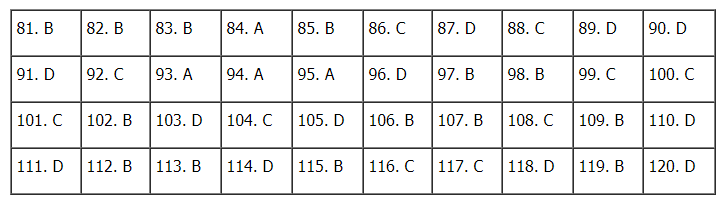 81. B 82. B 83. B 84. A 85. B 86. C 87. D 88. C 89. D 90. D
91. D 92. C 93. A 94. A 95. A 96. D 97. B 98. B 99. C 100. C
101. C 102. B 103. D 104. C 105. D 106. B 107. B 108. C 109. B 110. D
111. D 112. B 113. B 114. D 115. B 116. C 117. C 118. D 119. B 120. D